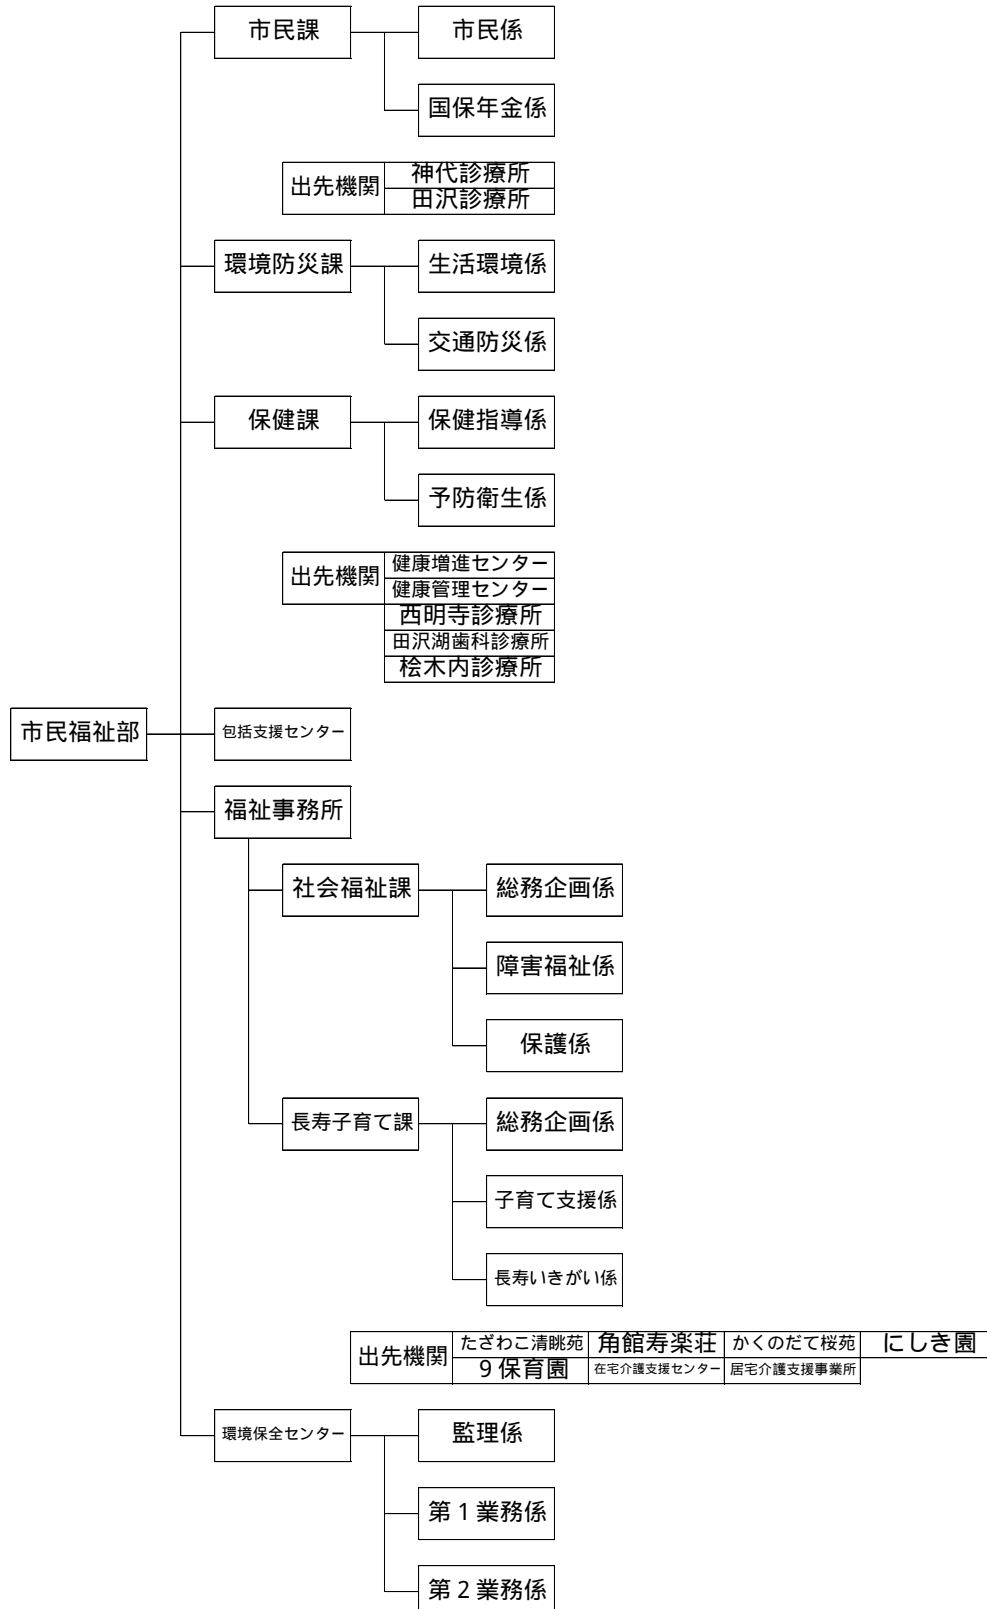 市民課 市民係
国保年金係
出先機関 神代診療所
田沢診療所
環境防災課 生活環境係
交通防災係
保健課 保健指導係
予防衛生係
出先機関 健康増進センター
健康管理センター
西明寺診療所
田沢湖歯科診療所
桧木内診療所
市民福祉部 包括支援センター
福祉事務所
社会福祉課 総務企画係
障害福祉係
保護係
長寿子育て課 総務企画係
子育て支援係
長寿いきがい係
出先機関 たざわこ清眺苑 角館寿楽荘 かくのだて桜苑 にしき園
9保育園 在宅介護支援センター 居宅介護支援事業所
環境保全センター 監理係
第1業務係
第2業務係